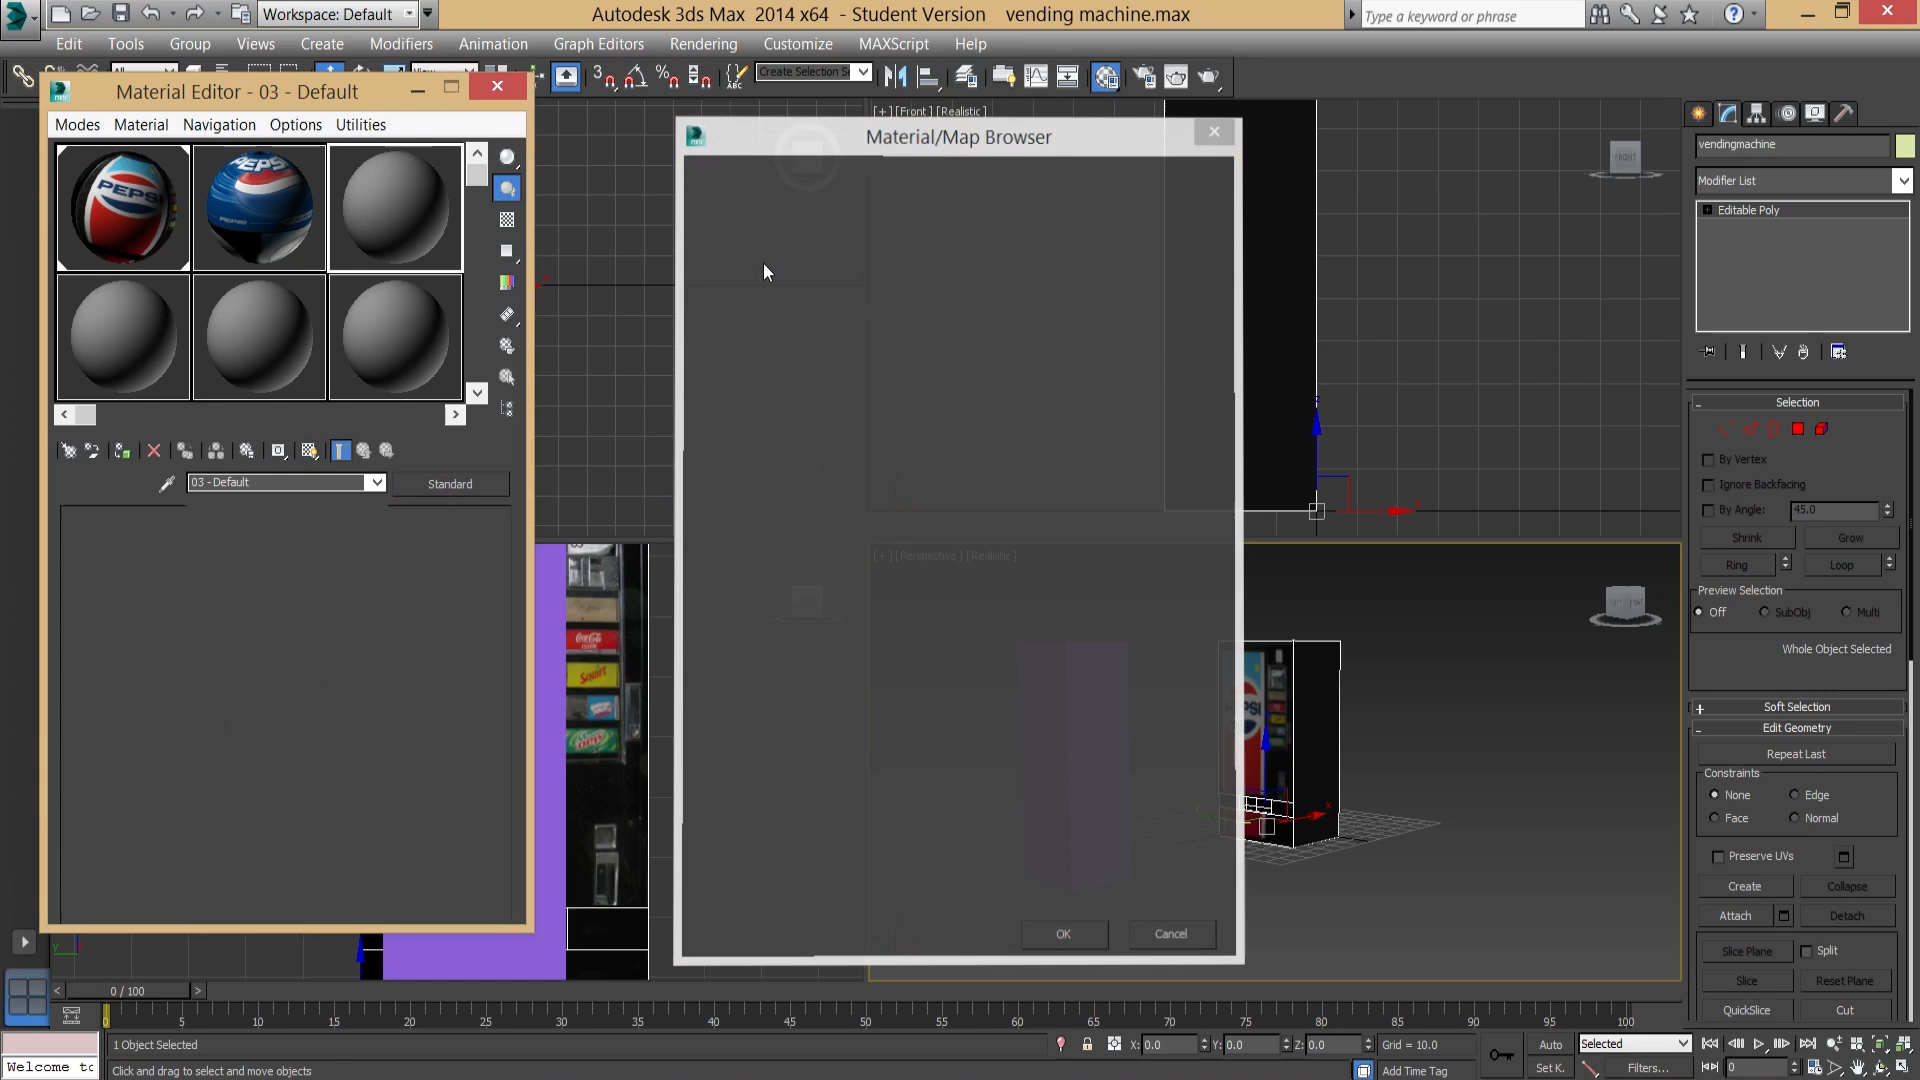 Workspace: Default
Autodesk 3ds Max 2014 x64 - Student Version vending machine.max
Type a keyword or phrase
Edit Tools Group Views Create Modifiers Animation Graph Editors Rendering Customize MAXScript Help
Create Selection S
Material Editor - 03 - Default
Modes Material Navigation Options Utilities
PEPSI
PEPSI
03 - Default
Standard
[+] [Front] [Realistic]
Material/Map Browser
FRONT
[+] [Perspective] [Realistic]
Coca-Cola
Squirt
OK
Cancel
vendingmachine
Modifier List
Editable Poly
Selection
By Vertex
Ignore Backfacing
By Angle: 45.0
Shrink Grow
Ring Loop
Preview Selection
Off SubObj Multi
Whole Object Selected
Soft Selection
Edit Geometry
Repeat Last
Constraints
None Edge
Face Normal
Preserve UVs
Create Collapse
Attach Detach
Slice Plane Split
Slice Reset Plane
QuickSlice Cut
0 / 100
0 5 10 15 20 25 30 35 40 45 50 55 60 65 70 75 80 85 90 95 100
1 Object Selected
X: 0.0 Y: 0.0 Z: 0.0 Grid = 10.0
Auto Selected
Welcome to
Click and drag to select and move objects
Add Time Tag
Set K. Filters... 0